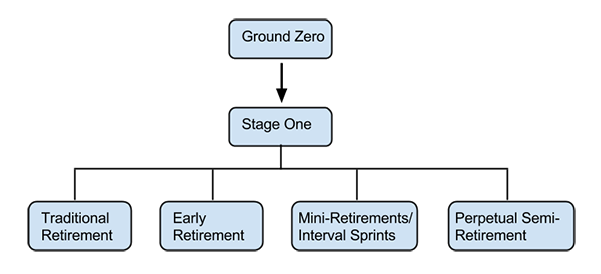 Ground Zero
Stage One
Traditional
Retirement
Early
Retirement
Mini-Retirements/
Interval Sprints
Perpetual Semi-
Retirement